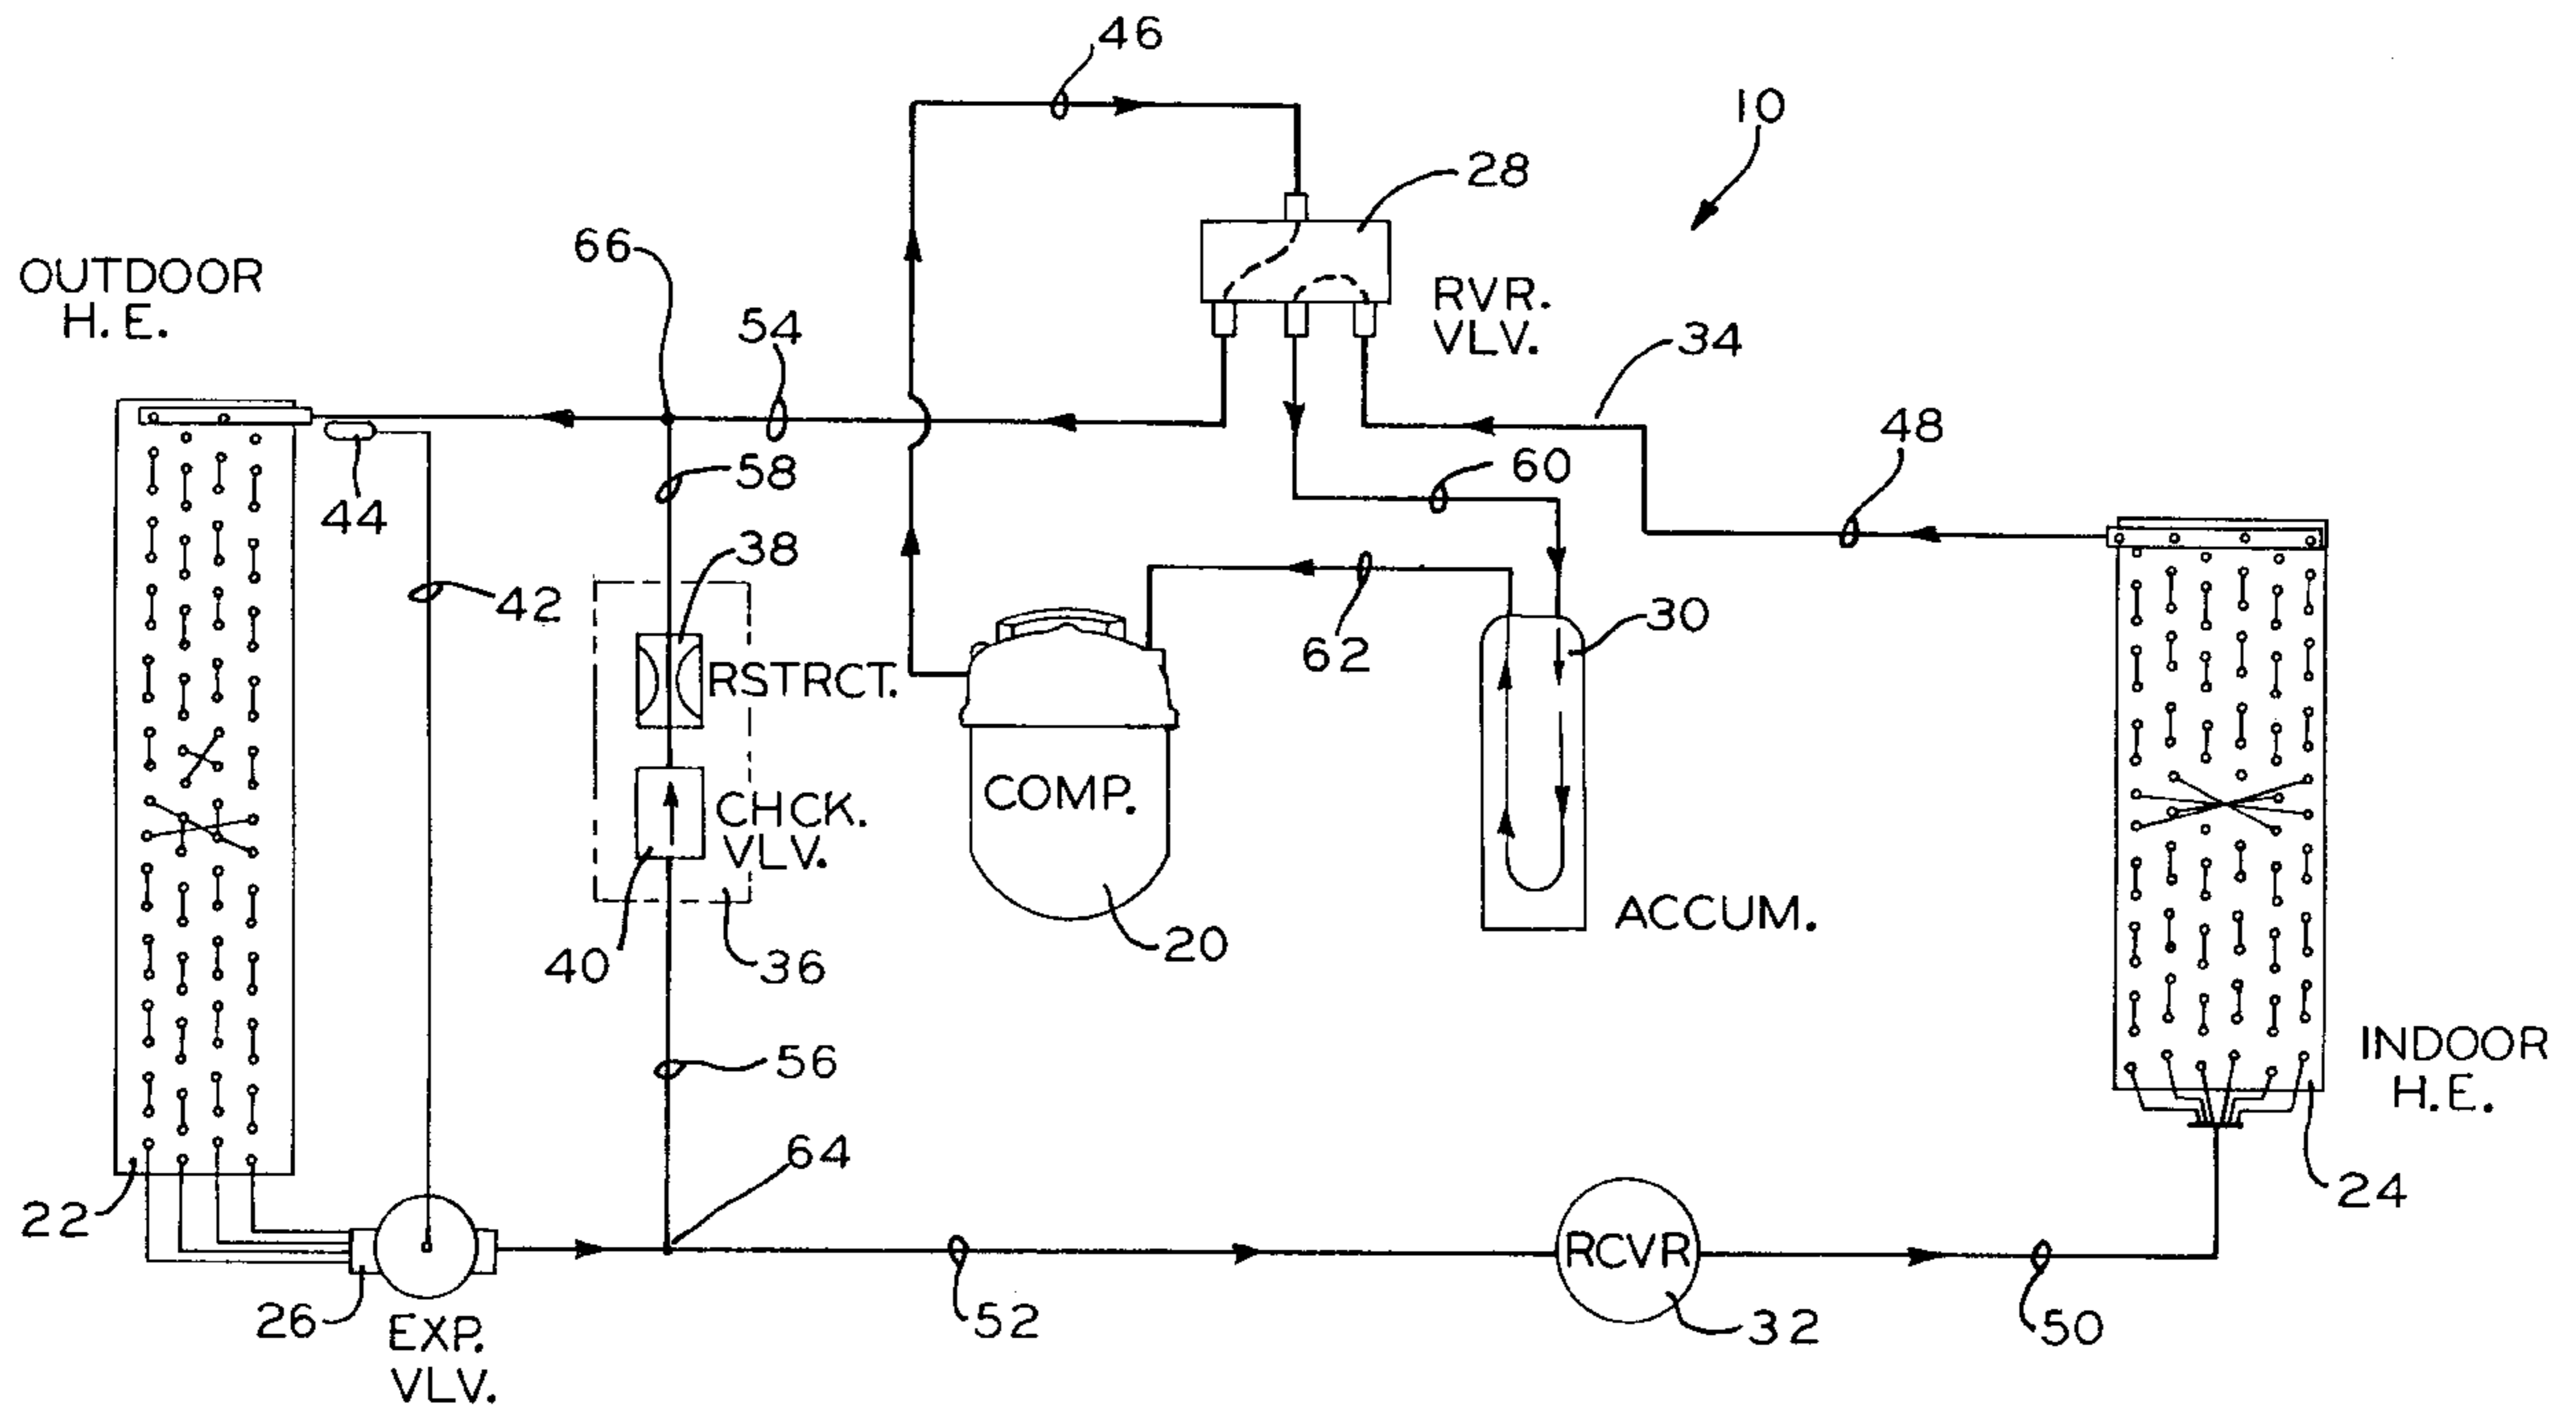 46
10
28
66
OUTDOOR
H. E.
54
RVR.
VLV.
34
48
60
58
44
38
42
62
30
RSTRCT.
CHCK.
VLV.
COMP.
ACCUM.
40
36
20
56
INDOOR
H. E.
64
22
24
RCVR
26
EXP.
VLV.
52
32
50